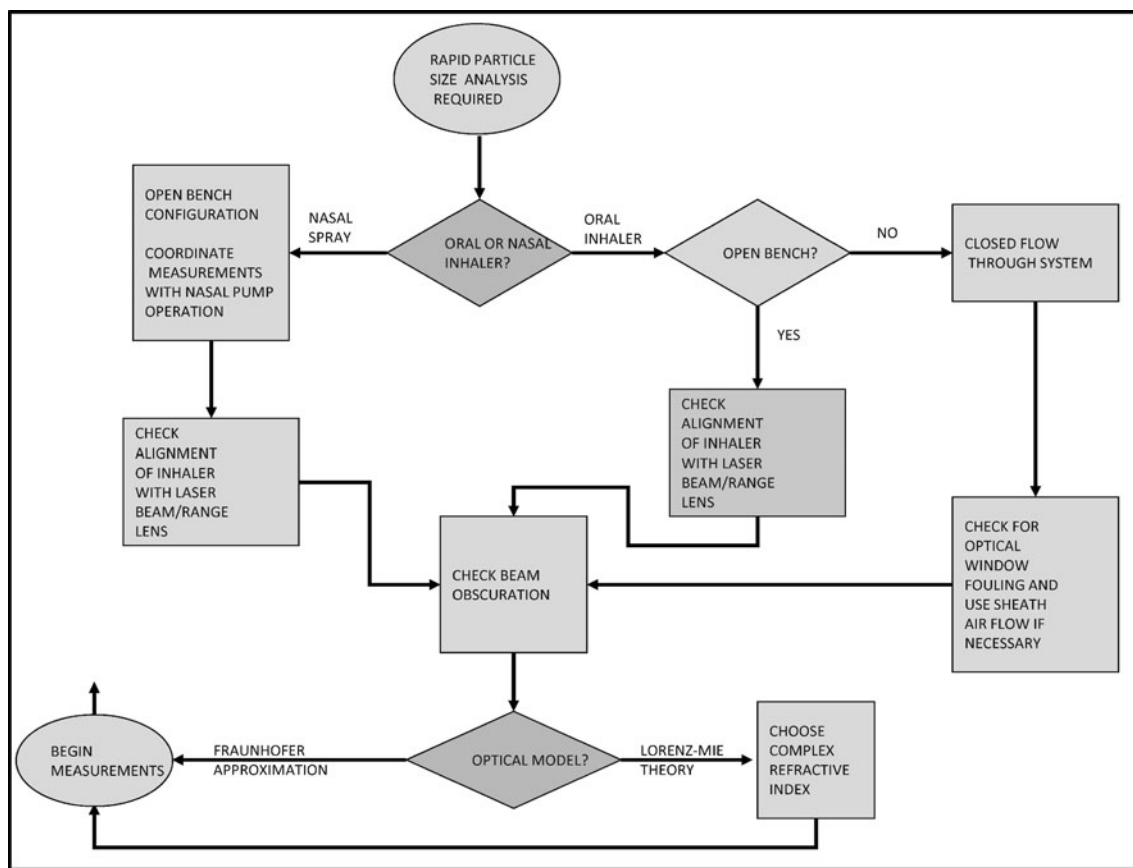 RAPID PARTICLE
SIZE ANALYSIS
REQUIRED
OPEN BENCH
CONFIGURATION
COORDINATE
MEASUREMENTS
WITH NASAL PUMP
OPERATION
NASAL
SPRAY
ORAL OR NASAL
INHALER?
ORAL
INHALER
OPEN BENCH?
NO
CLOSED FLOW
THROUGH SYSTEM
YES
CHECK
ALIGNMENT
OF INHALER
WITH LASER
BEAM/RANGE
LENS
CHECK
ALIGNMENT
OF INHALER
WITH LASER
BEAM/RANGE
LENS
CHECK BEAM
OBSCURATION
CHECK FOR
OPTICAL
WINDOW
FOULING AND
USE SHEATH
AIR FLOW IF
NECESSARY
BEGIN
MEASUREMENTS
FRAUNHOFER
APPROXIMATION
OPTICAL MODEL?
LORENZ-MIE
THEORY
CHOOSE
COMPLEX
REFRACTIVE
INDEX